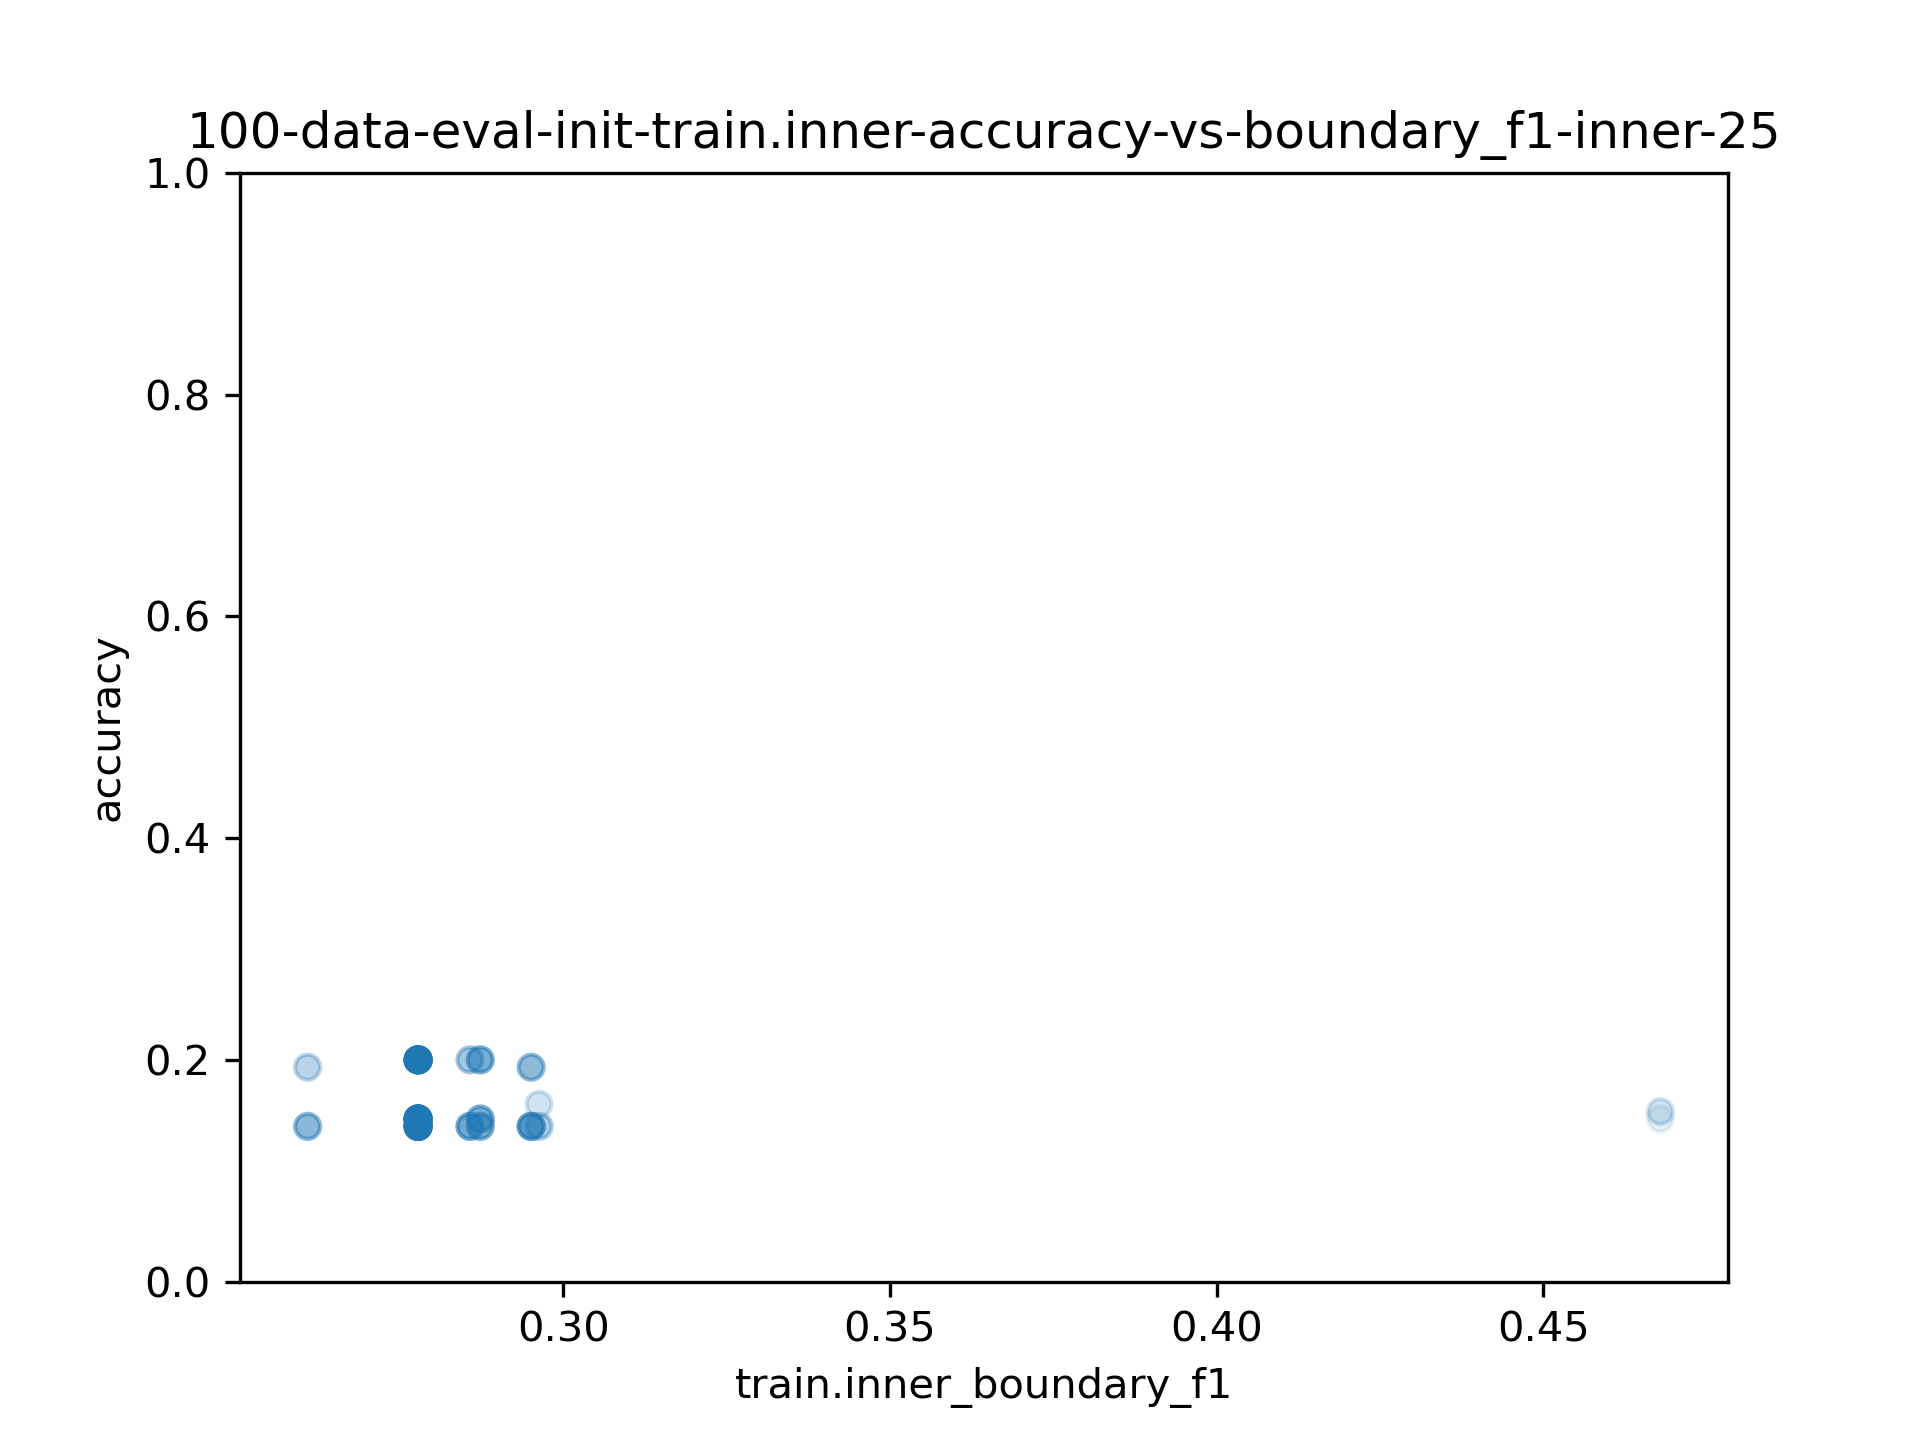 100-data-eval-init-train.inner-accuracy-vs-boundary_f1-inner-25
1.0
0.8
0.6
0.4
0.2
0.0
accuracy
0.30 0.35 0.40 0.45
train.inner_boundary_f1